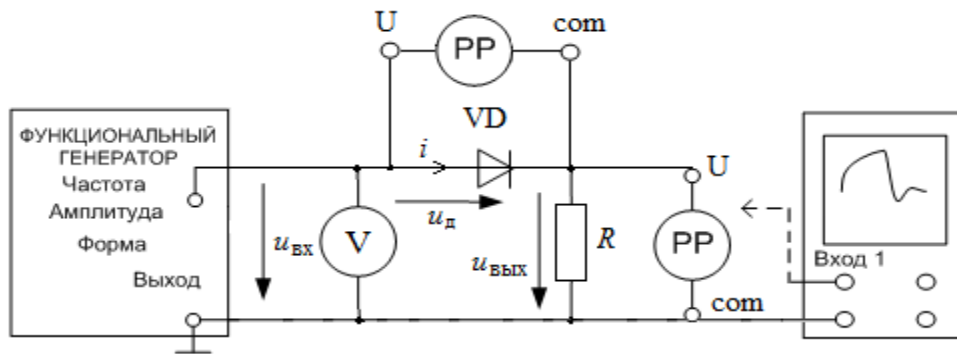 U
com
PP
VD
ФУНКЦИОНАЛЬНЫЙ
ГЕНЕРАТОР
Частота
Амплитуда
Форма
Выход
i
U
uвх
V
uд
uвых
R
PP
Вход 1
com